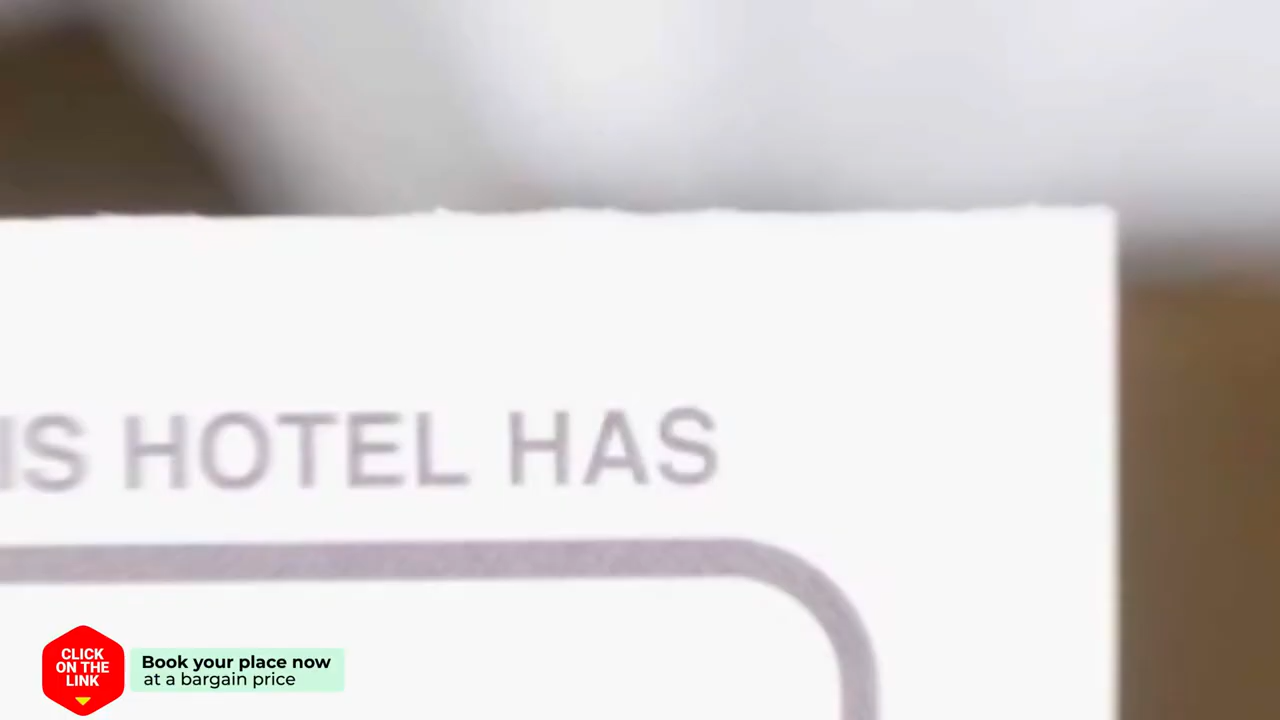 IS HOTEL HAS
CLICK
ON THE
LINK
Book your place now
at a bargain price